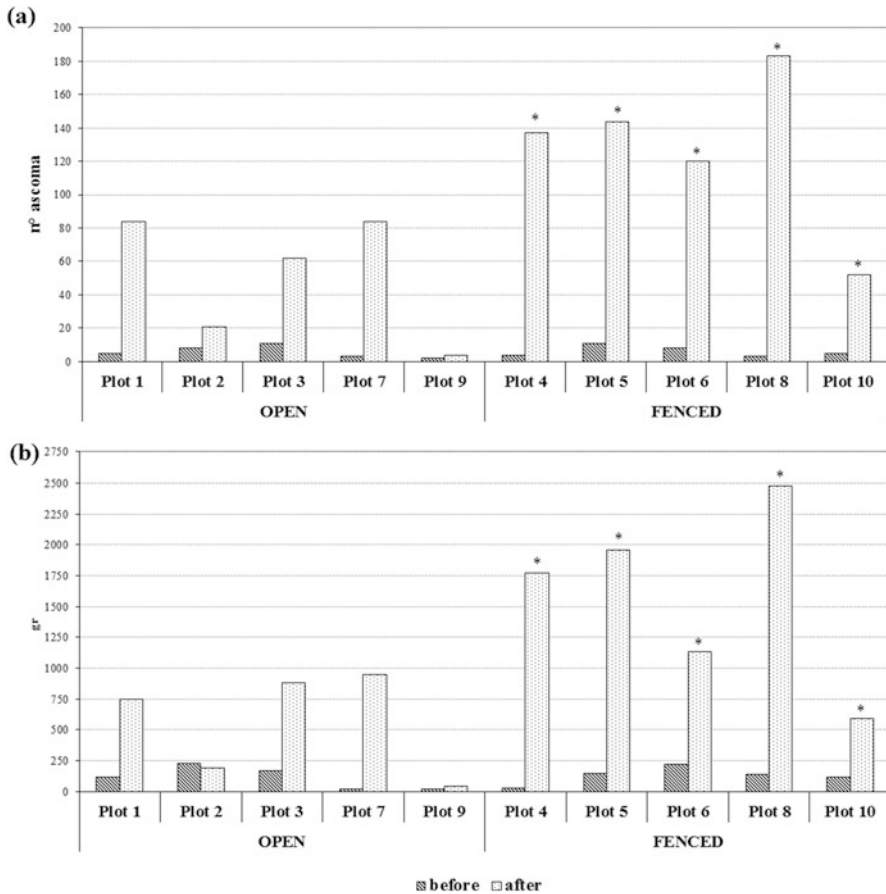 (a)
200
180
160
140
120
100
80
60
40
20
0
n° ascoma
* * * * *
Plot 1 Plot 2 Plot 3 Plot 7 Plot 9 Plot 4 Plot 5 Plot 6 Plot 8 Plot 10
OPEN FENCED
(b)
2750
2500
2250
2000
1750
1500
1250
1000
750
500
250
0
gr
* * * * *
Plot 1 Plot 2 Plot 3 Plot 7 Plot 9 Plot 4 Plot 5 Plot 6 Plot 8 Plot 10
OPEN FENCED
before after